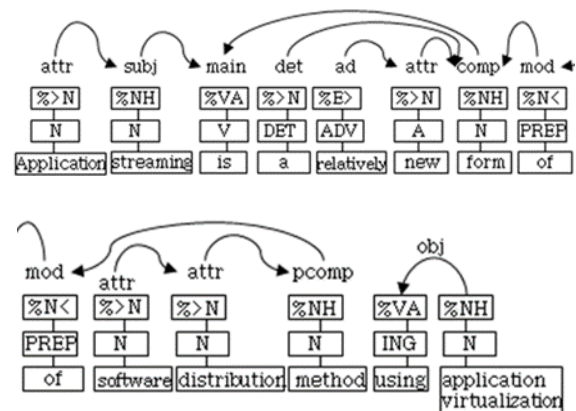 attr subj main det ad attr comp mod
%>N %NH %VA %>N %E> %>N %NH %N<
N N V DET ADV A N PREP
Application streaming is a relatively new form of
obj
mod attr attr pcomp
%N< %>N %>N %NH %VA %NH
PREP N N N ING N
of software distribution method using application
virtualization